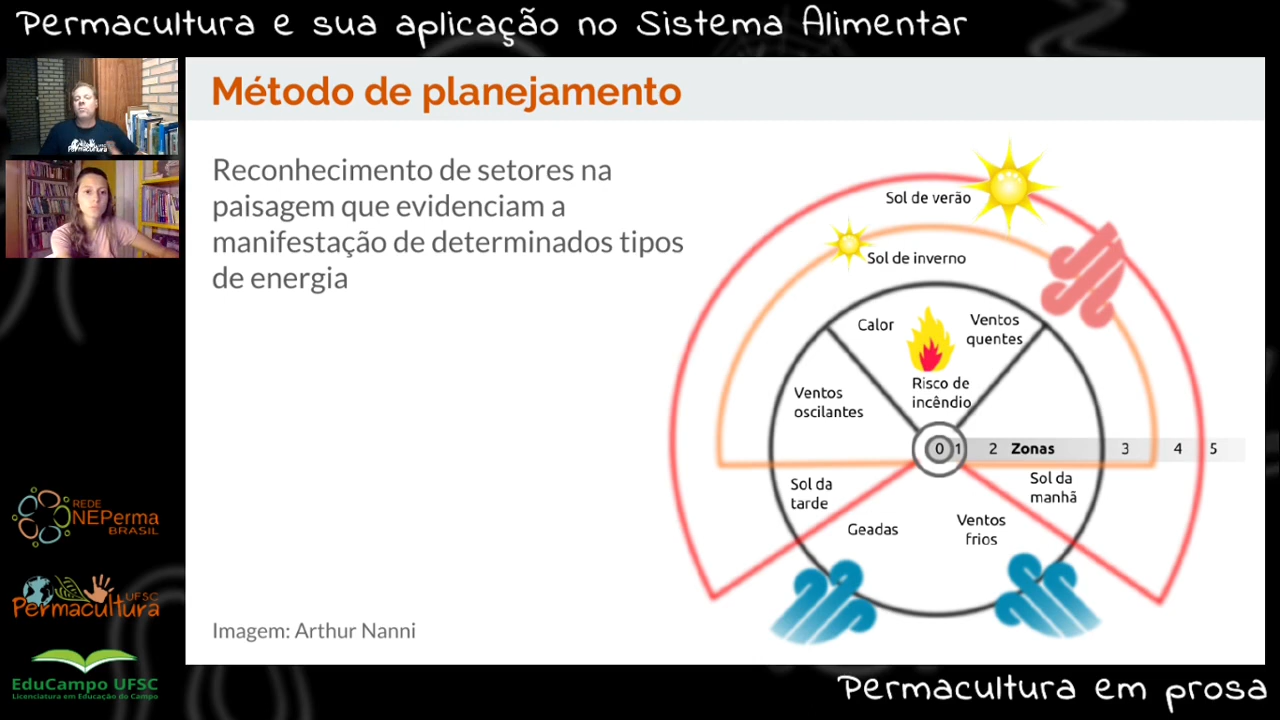 Permacultura e sua aplicação no Sistema Alimentar
Método de planejamento
Reconhecimento de setores na
paisagem que evidenciam a
manifestação de determinados tipos
de energia
Sol de verão
Sol de inverno
Calor
Ventos
quentes
Risco de
incêndio
Ventos
oscilantes
0 1 2 Zonas 3 4 5
Sol da
tarde
Sol da
manhã
Geadas
Ventos
frios
Imagem: Arthur Nanni
Permacultura
REDE
NEPerma
BRASIL
UFSC
Permacultura
EduCampo UFSC
Licenciatura em Educação do Campo
Permacultura em prosa